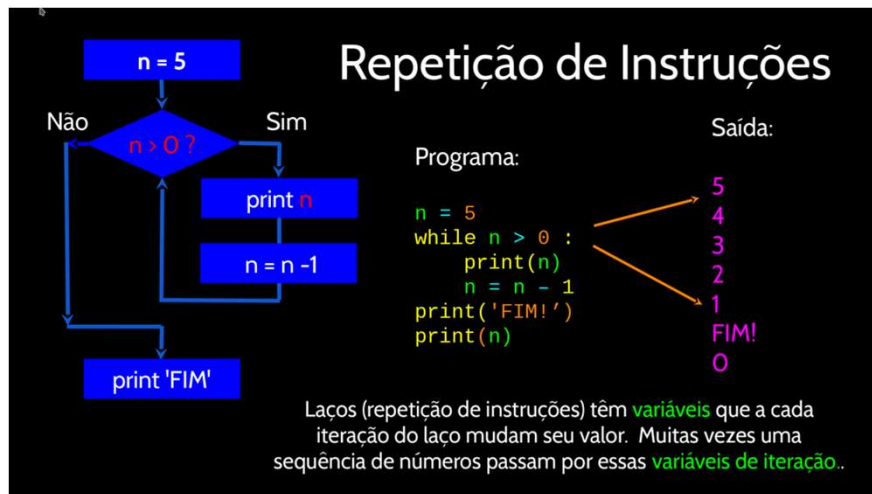 Repetição de Instruções
n = 5
Não
Sim
n > 0 ?
print n
n = n -1
print 'FIM'
Programa:
n = 5
while n > 0 :
    print(n)
    n = n – 1
print('FIM!’)
print(n)
Saída:
5
4
3
2
1
FIM!
0
Laços (repetição de instruções) têm variáveis que a cada
iteração do laço mudam seu valor. Muitas vezes uma
sequência de números passam por essas variáveis de iteração..